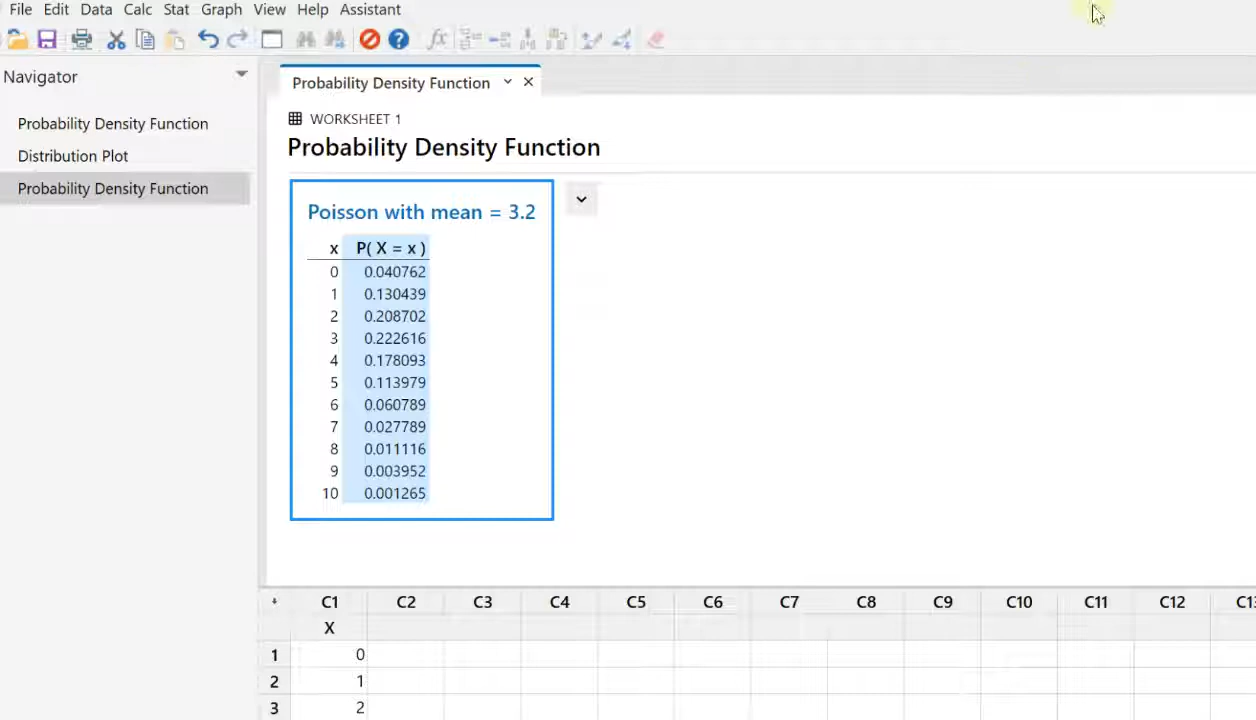 File Edit Data Calc Stat Graph View Help Assistant
Navigator
Probability Density Function
Distribution Plot
Probability Density Function
Probability Density Function
WORKSHEET 1
Probability Density Function
Poisson with mean = 3.2
x P( X = x )
0 0.040762
1 0.130439
2 0.208702
3 0.222616
4 0.178093
5 0.113979
6 0.060789
7 0.027789
8 0.011116
9 0.003952
10 0.001265
C1 C2 C3 C4 C5 C6 C7 C8 C9 C10 C11 C12
X
1 0
2 1
3 2